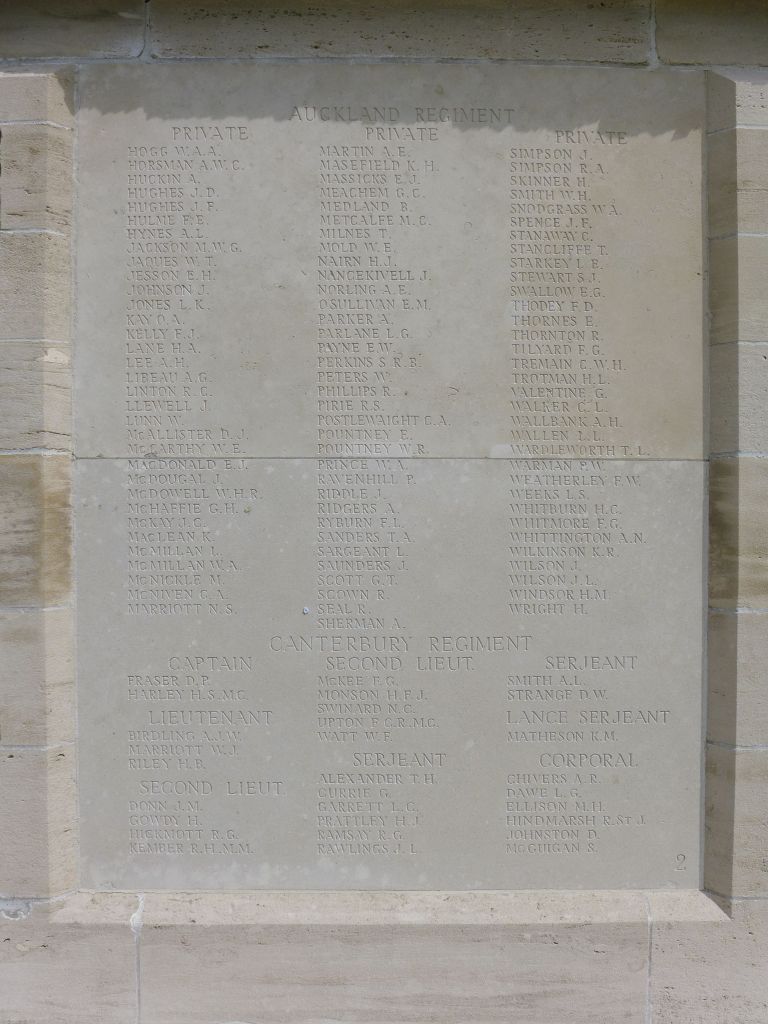 AUCKLAND REGIMENT
PRIVATE
HOGG W.A.A.
HORSMAN A.W.C.
HUCKIN A.
HUGHES J.D.
HUGHES J.F.
HULME F.E.
HYNES A.L.
JACKSON M.W.G.
JAQUES W.T.
JESSON E.H.
JOHNSON J.
JONES L.K.
KAY O.A.
KELLY F.J.
LANE H.A.
LEE A.H.
LIBEAU A.G.
LINTON R.C.
LLEWELL J.
LUNN W.
McALLISTER D.J.
McCARTHY W.E.
MACDONALD E.J.
McDOUGAL J.
McDOWELL W.H.R.
McHAFFIE G.H.
McKAY J.G.
MACLEAN K.
McMILLAN L.
McMILLAN W.A.
McNICKLE M.
McNIVEN C.A.
MARRIOTT N.S.
PRIVATE
MARTIN A.E.
MASEFIELD K.H.
MASSICKS E.J.
MEACHEM G.C.
MEDLAND B.
METCALFE M.C.
MILNES T.
MOLD W.E.
NAIRN H.J.
NANCEKIVELL J.
NORLING A.E.
O'SULLIVAN E.M.
PARKER A.
PARLANE L.G.
PAYNE E.W.
PERKINS S.R.B.
PETERS W.
PHILLIPS R.
PIRIE R.S.
POSTLEWAIGHT C.A.
POUNTNEY E.
POUNTNEY W.R.
PRINCE W.A.
RAVENHILL P.
RIDDLE J.
RIDGERS A.
RYBURN F.L.
SANDERS T.A.
SARGEANT L.
SAUNDERS J.
SCOTT G.T.
SCOWN R.
SEAL R.
SHERMAN A.
PRIVATE
SIMPSON J.
SIMPSON R.A.
SKINNER H.
SMITH W.H.
SNODGRASS W.A.
SPENCE J.F.
STANAWAY C.
STANCLIFFE T.
STARKEY I.E.
STEWART S.J.
SWALLOW E.G.
THODEY F.D.
THORNES E.
THORNTON R.
TILYARD F.G.
TREMAIN C.W.H.
TROTMAN H.L.
VALENTINE G.
WALKER C.L.
WALLBANK A.H.
WALLEN L.L.
WARDLEWORTH T.L.
WARMAN P.W.
WEATHERLEY F.W.
WEEKS L.S.
WHITBURN H.C.
WHITMORE F.G.
WHITTINGTON A.N.
WILKINSON K.R.
WILSON J.
WILSON J.L.
WINDSOR H.M.
WRIGHT H.
CANTERBURY REGIMENT
CAPTAIN
FRASER D.P.
HARLEY H.S. M.C.
LIEUTENANT
BIRDLING A.J.W.
MARRIOTT W.J.
RILEY H.B.
SECOND LIEUT.
DONN J.M.
GOWDY H.
HICKMOTT R.G.
KEMBER R.H. M.M.
SECOND LIEUT.
McKEE F.G.
MONSON H.F.J.
SWINARD N.C.
UPTON F.C.R. M.C.
WATT W.F.
SERJEANT
ALEXANDER T.H.
CURRIE G.
GARRETT L.C.
PRATTLEY H.J.
RAMSAY R.G.
RAWLINGS J.L.
SERJEANT
SMITH A.L.
STRANGE D.W.
LANCE SERJEANT
MATHESON K.M.
CORPORAL
CHIVERS A.R.
DAWE L.G.
ELLISON M.H.
HINDMARSH R.St J.
JOHNSTON D.
McGUIGAN S.
2